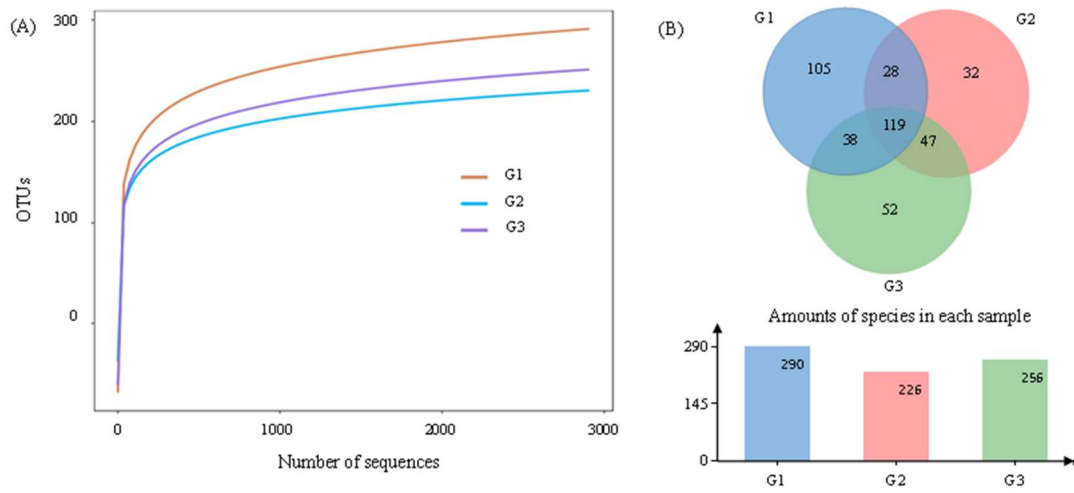 (A)
300
200
100
0
OTUs
G1
G2
G3
0
1000
2000
3000
Number of sequences
(B)
G1
G2
105
28
32
119
38
47
52
G3
Amounts of species in each sample
290
145
0
290
226
256
G1
G2
G3